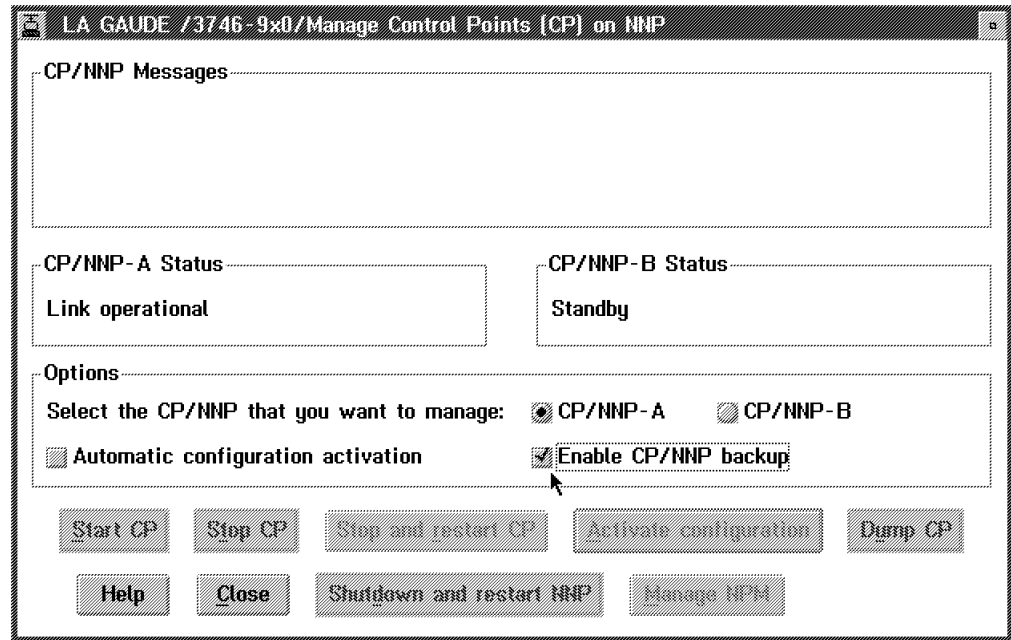 LA GAUDE /3746-9x0/Manage Control Points (CP) on NNP
CP/NNP Messages
CP/NNP-A Status
CP/NNP-B Status
Link operational
Standby
Options
Select the CP/NNP that you want to manage: CP/NNP-A CP/NNP-B
Automatic configuration activation Enable CP/NNP backup
Start CP Stop CP Stop and restart CP Activate configuration Dump CP
Help Close Shutdown and restart NNP Manage NPM